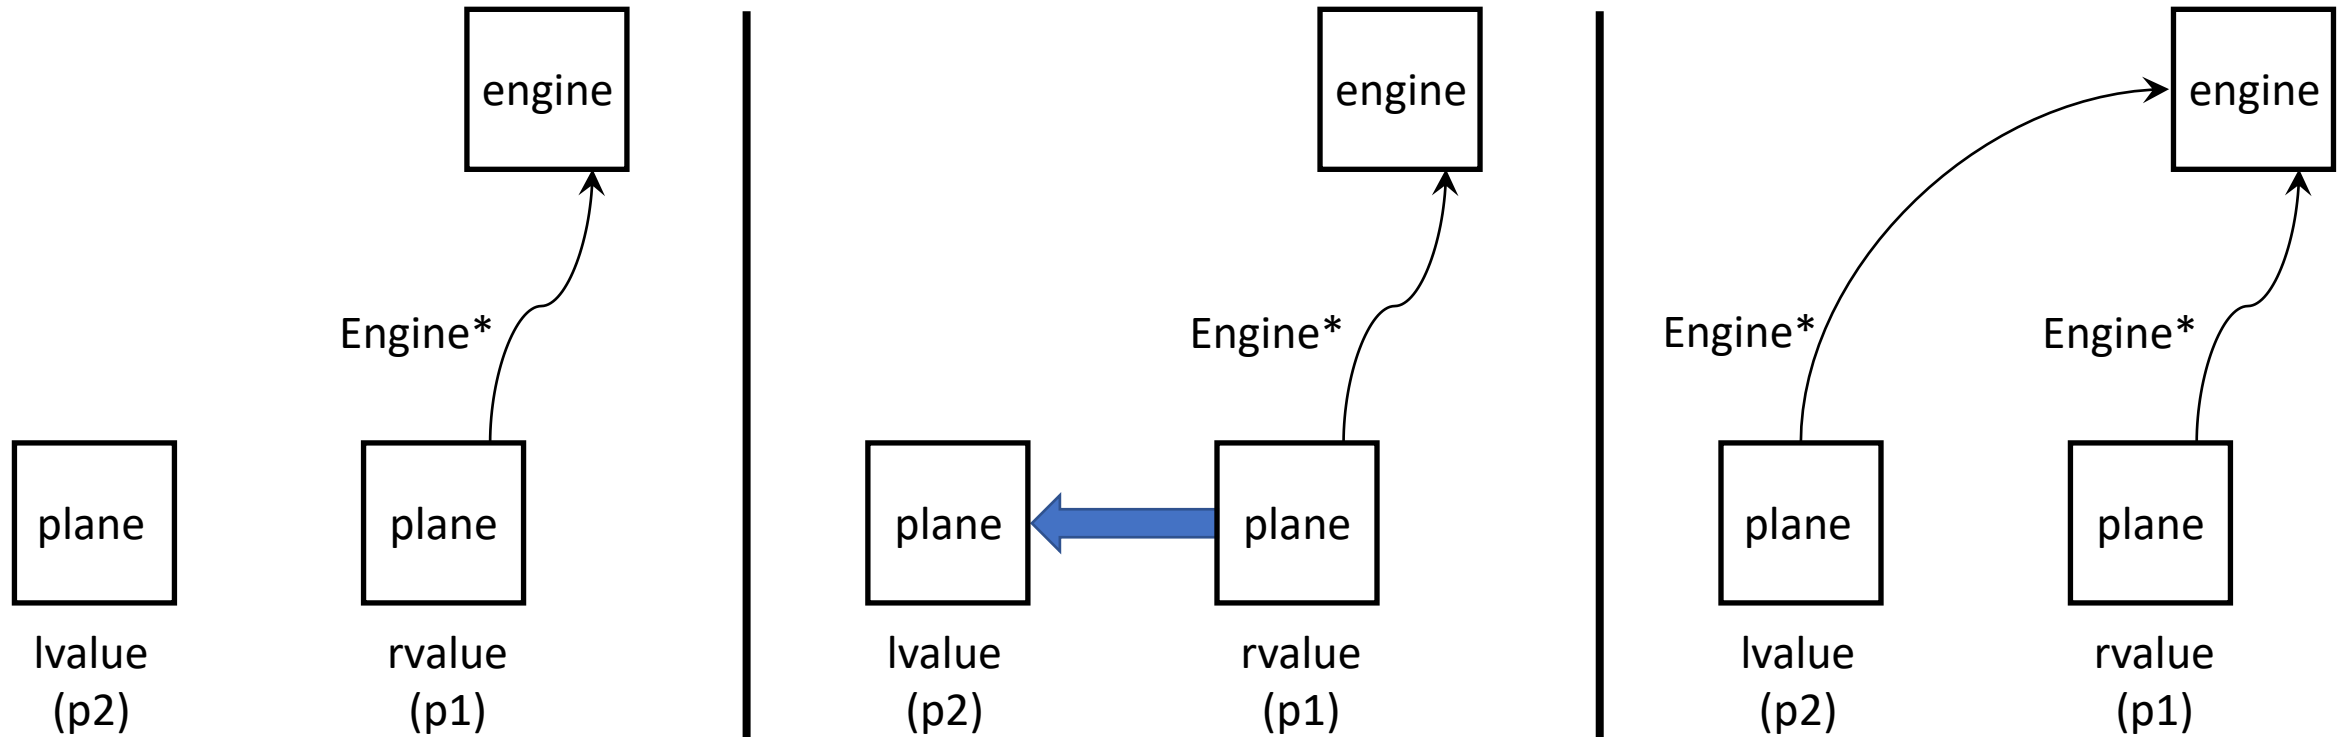 engine
Engine*
plane
plane
lvalue
(p2)
rvalue
(p1)
engine
Engine*
plane
plane
lvalue
(p2)
rvalue
(p1)
engine
Engine*
Engine*
plane
plane
lvalue
(p2)
rvalue
(p1)